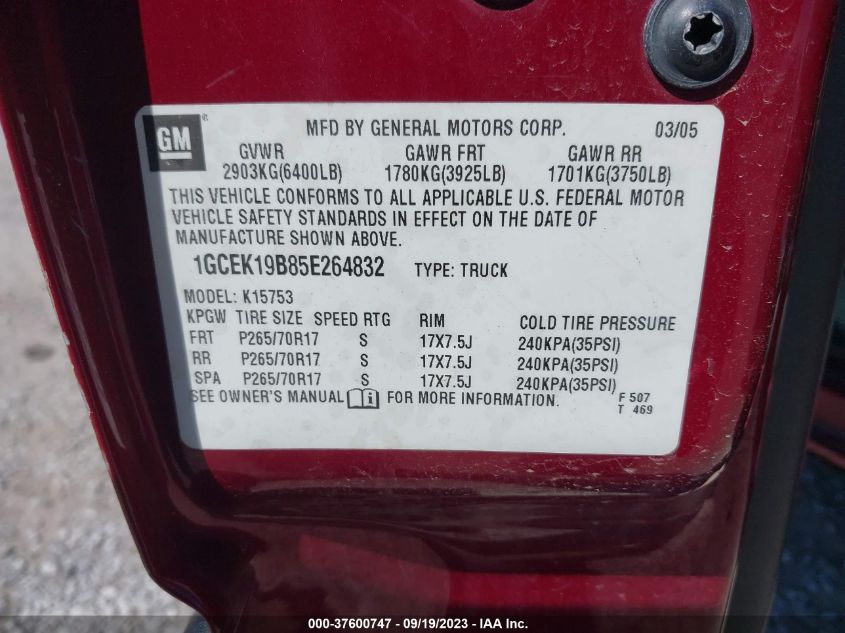 GM ®
MFD BY GENERAL MOTORS CORP. 03/05
GVWR GAWR FRT GAWR RR
2903KG(6400LB) 1780KG(3925LB) 1701KG(3750LB)
THIS VEHICLE CONFORMS TO ALL APPLICABLE U.S. FEDERAL MOTOR
VEHICLE SAFETY STANDARDS IN EFFECT ON THE DATE OF
MANUFACTURE SHOWN ABOVE.
1GCEK19B85E264832 TYPE: TRUCK
MODEL: K15753
KPGW TIRE SIZE SPEED RTG RIM COLD TIRE PRESSURE
FRT P265/70R17 S 17X7.5J 240KPA(35PSI)
RR P265/70R17 S 17X7.5J 240KPA(35PSI)
SPA P265/70R17 S 17X7.5J 240KPA(35PSI)
SEE OWNER'S MANUAL i FOR MORE INFORMATION. F 507
T 469
000-37600747 - 09/19/2023 - IAA Inc.